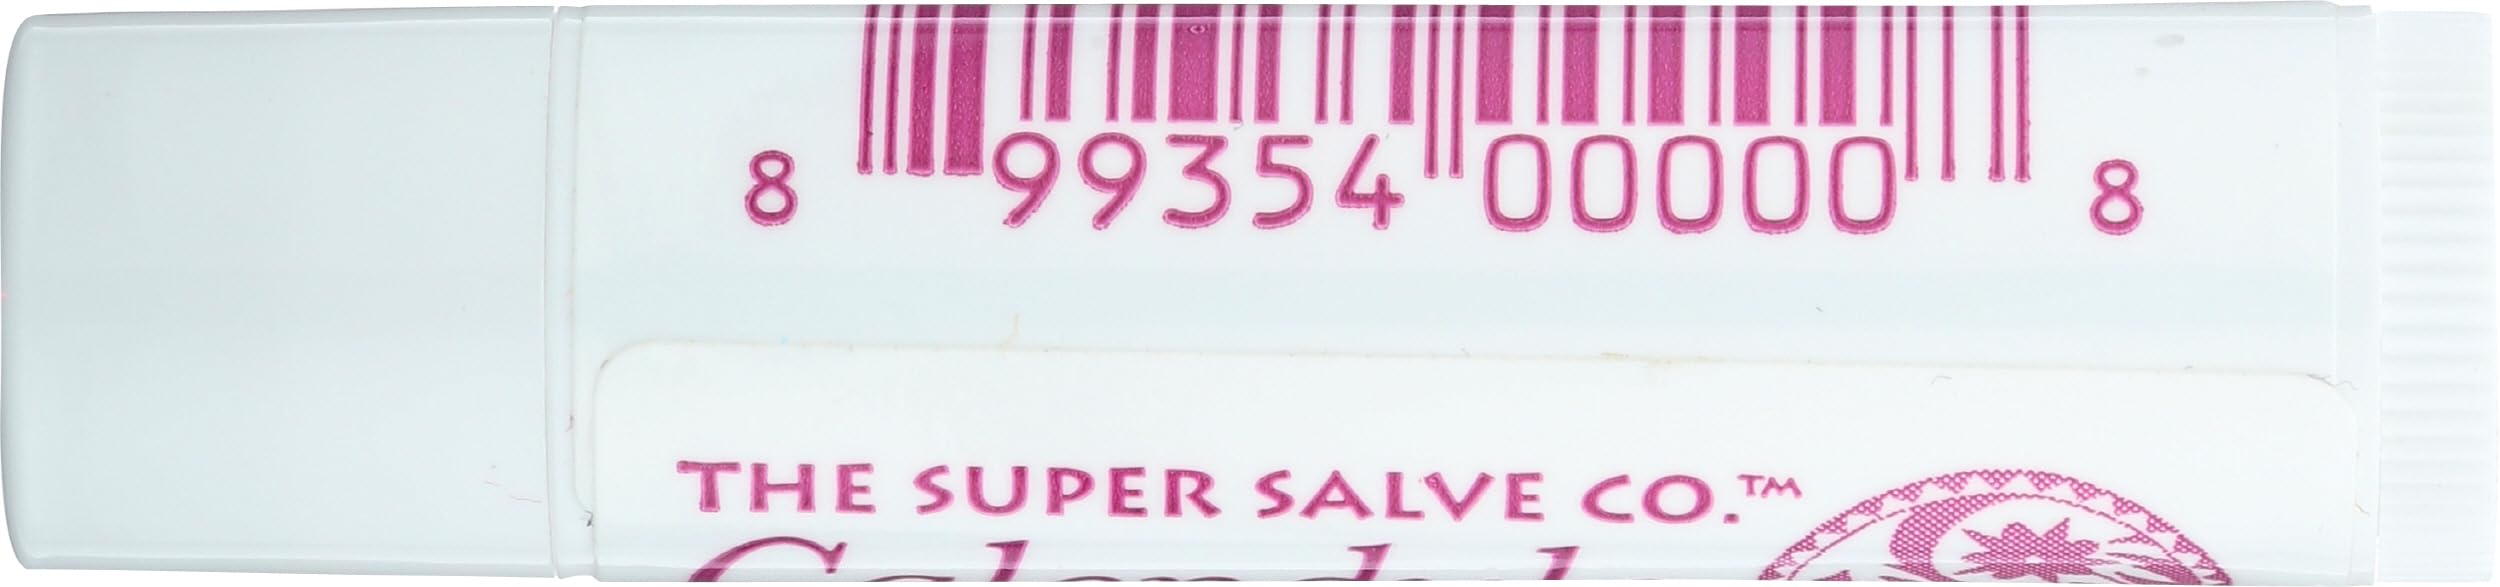 8 99354 00000 8
THE SUPER SALVE CO.™